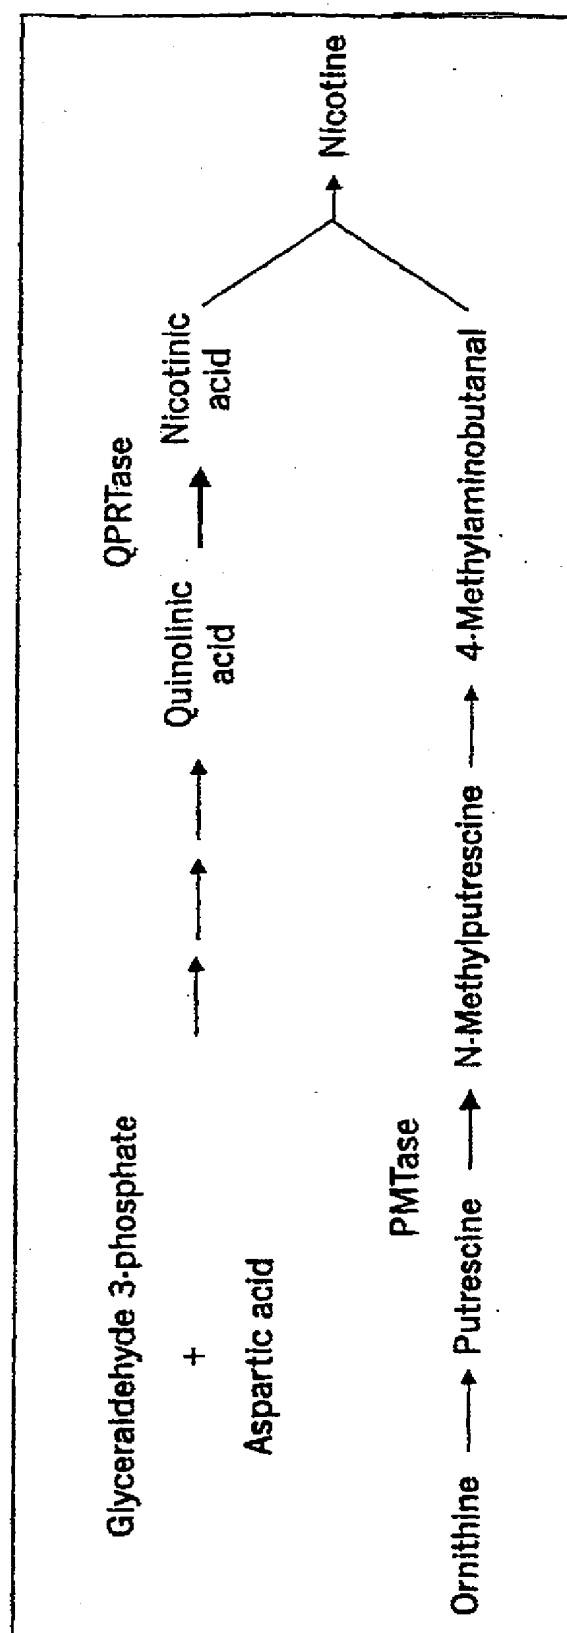 Glyceraldehyde 3-phosphate
+
Aspartic acid
QPRTase
Quinolinic
acid
Nicotinic
acid
Nicotine
PMTase
Ornithine
Putrescine
N-Methylputrescine
4-Methylaminobutanal